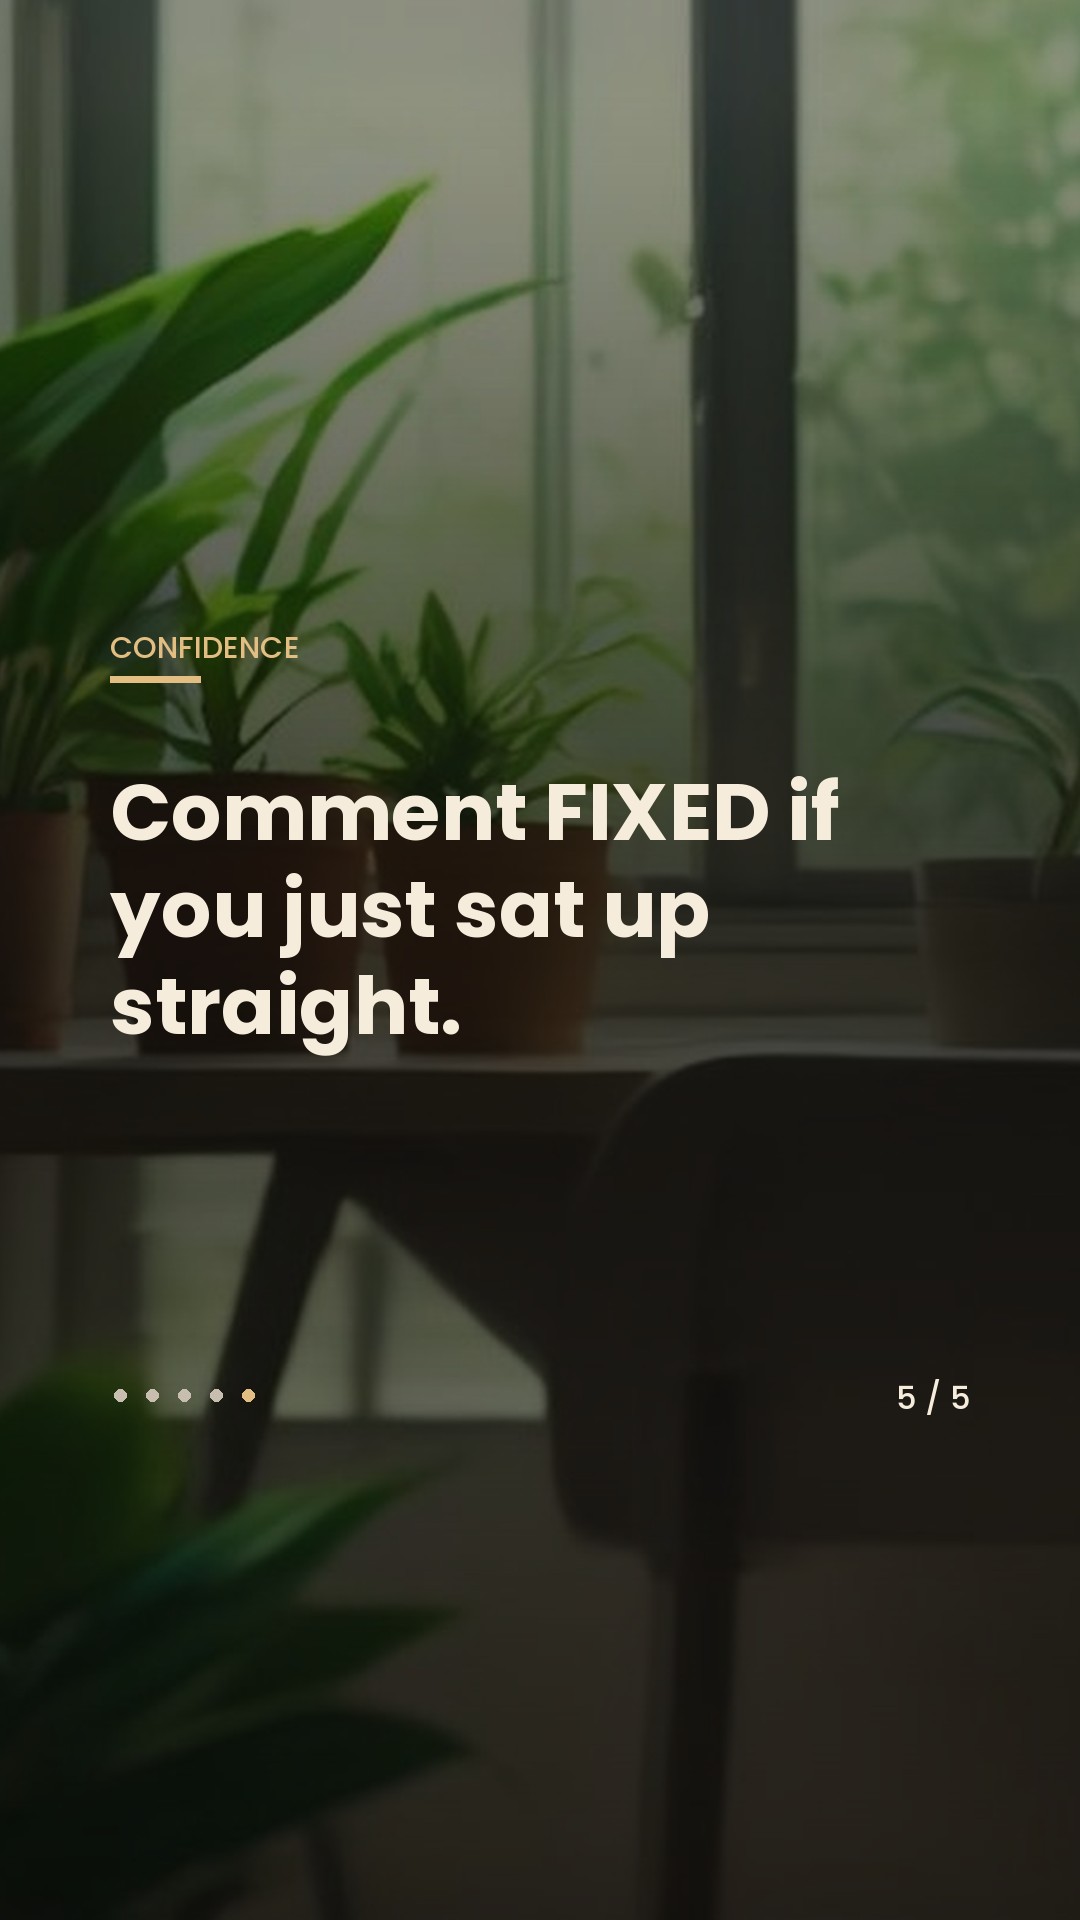 CONFIDENCE
Comment FIXED if
you just sat up
straight.
5 / 5